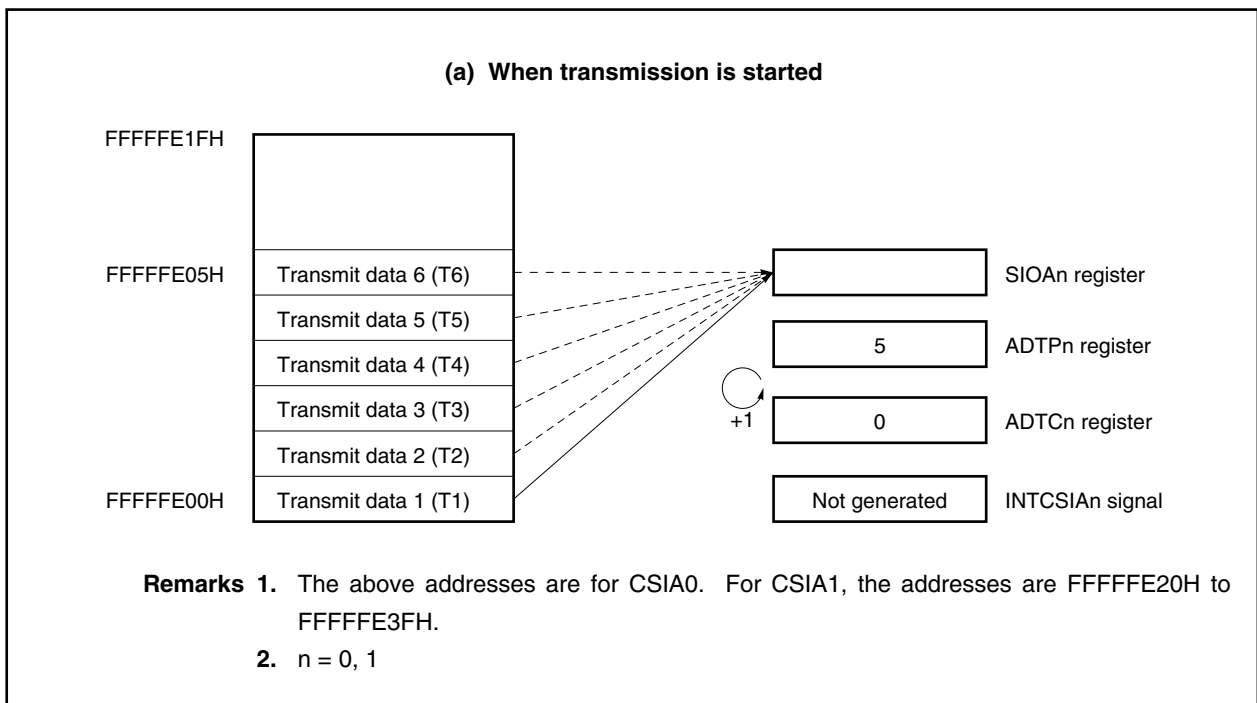 (a) When transmission is started
FFFFFE1FH
FFFFFE05H
Transmit data 6 (T6)
SIOAn register
Transmit data 5 (T5)
5
ADTPn register
Transmit data 4 (T4)
Transmit data 3 (T3)
+1
0
ADTCn register
Transmit data 2 (T2)
FFFFFE00H
Transmit data 1 (T1)
Not generated
INTCSIAn signal
Remarks 1. The above addresses are for CSIA0. For CSIA1, the addresses are FFFFFE20H to
FFFFFE3FH.
2. n = 0, 1